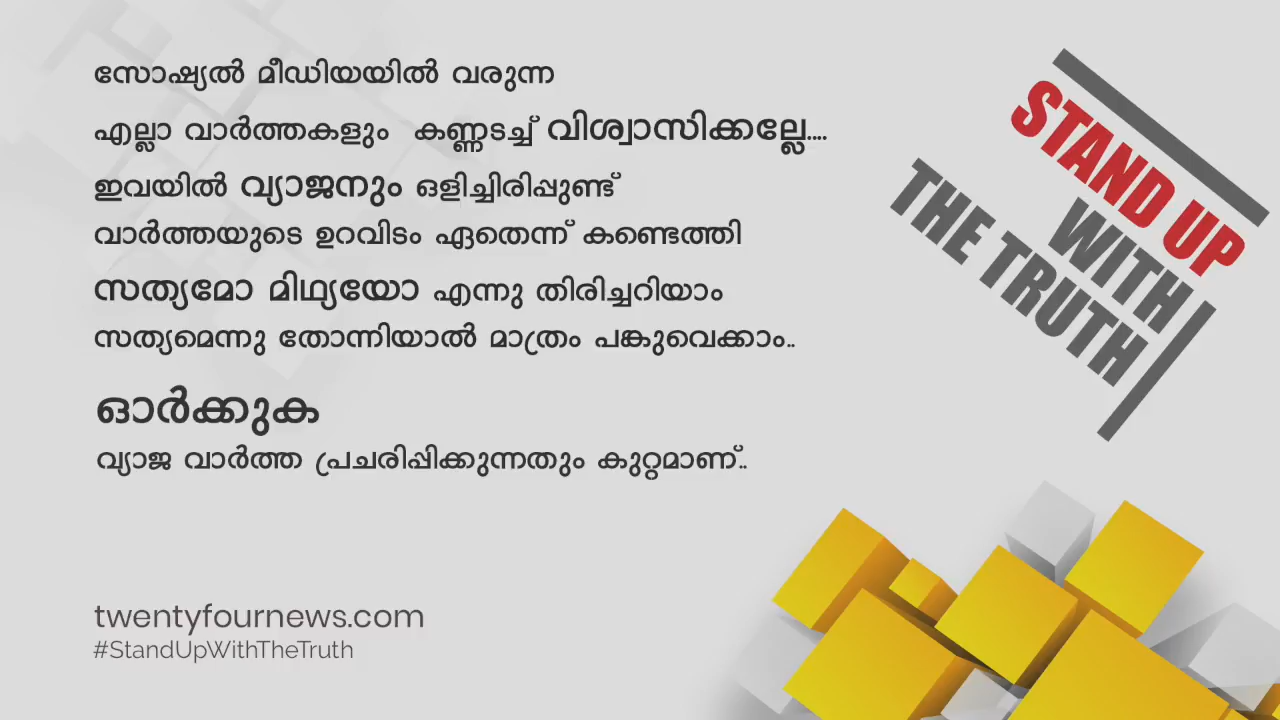 സോഷ്യൽ മീഡിയയിൽ വരുന്ന
എല്ലാ വാർത്തകളും കണ്ണടച്ച് വിശ്വാസിക്കല്ലേ....
ഇവയിൽ വ്യാജനും ഒളിച്ചിരിപ്പുണ്ട്
വാർത്തയുടെ ഉറവിടം ഏതെന്ന് കണ്ടെത്തി
സത്യമോ മിഥ്യയോ എന്നു തിരിച്ചറിയാം
സത്യമെന്നു തോന്നിയാൽ മാത്രം പങ്കുവെക്കാം..
ഓർക്കുക
വ്യാജ വാർത്ത പ്രചരിപ്പിക്കുന്നതും കുറ്റമാണ്..
STAND UP
WITH
THE TRUTH
twentyfournews.com
#StandUpWithTheTruth